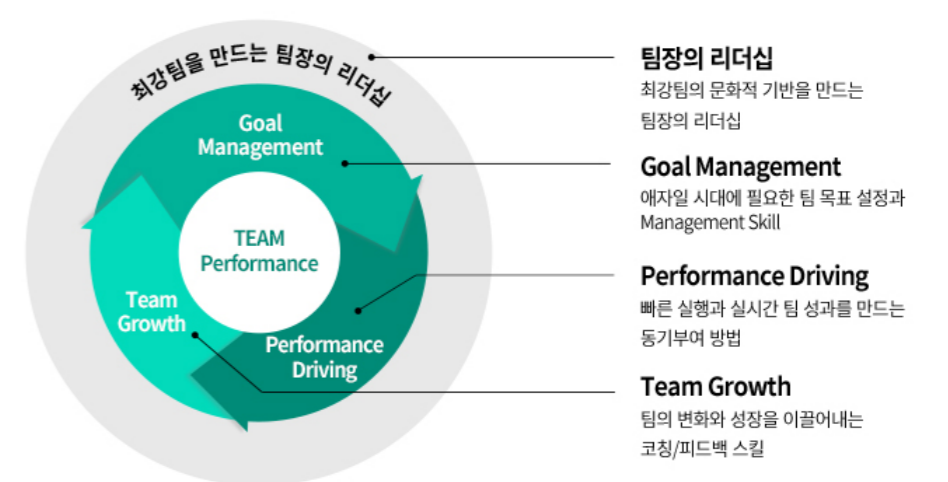 최강팀을 만드는 팀장의 리더십
Goal
Management
TEAM
Performance
Team
Growth
Performance
Driving
팀장의 리더십
최강팀의 문화적 기반을 만드는
팀장의 리더십
Goal Management
애자일 시대에 필요한 팀 목표 설정과
Management Skill
Performance Driving
빠른 실행과 실시간 팀 성과를 만드는
동기부여 방법
Team Growth
팀의 변화와 성장을 이끌어내는
코칭/피드백 스킬